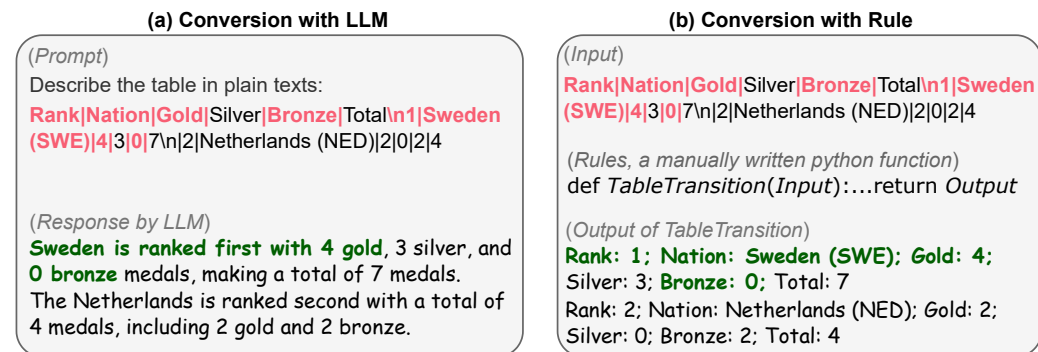 (a) Conversion with LLM
(Prompt)
Describe the table in plain texts:
Rank|Nation|Gold|Silver|Bronze|Total\n1|Sweden
(SWE)|4|3|0|7\n|2|Netherlands (NED)|2|0|2|4
(Response by LLM)
Sweden is ranked first with 4 gold, 3 silver, and
0 bronze medals, making a total of 7 medals.
The Netherlands is ranked second with a total of
4 medals, including 2 gold and 2 bronze.
(b) Conversion with Rule
(Input)
Rank|Nation|Gold|Silver|Bronze|Total\n1|Sweden
(SWE)|4|3|0|7\n|2|Netherlands (NED)|2|0|2|4
(Rules, a manually written python function)
def TableTransition(Input):...return Output
(Output of TableTransition)
Rank: 1; Nation: Sweden (SWE); Gold: 4;
Silver: 3; Bronze: 0; Total: 7
Rank: 2; Nation: Netherlands (NED); Gold: 2;
Silver: 0; Bronze: 2; Total: 4